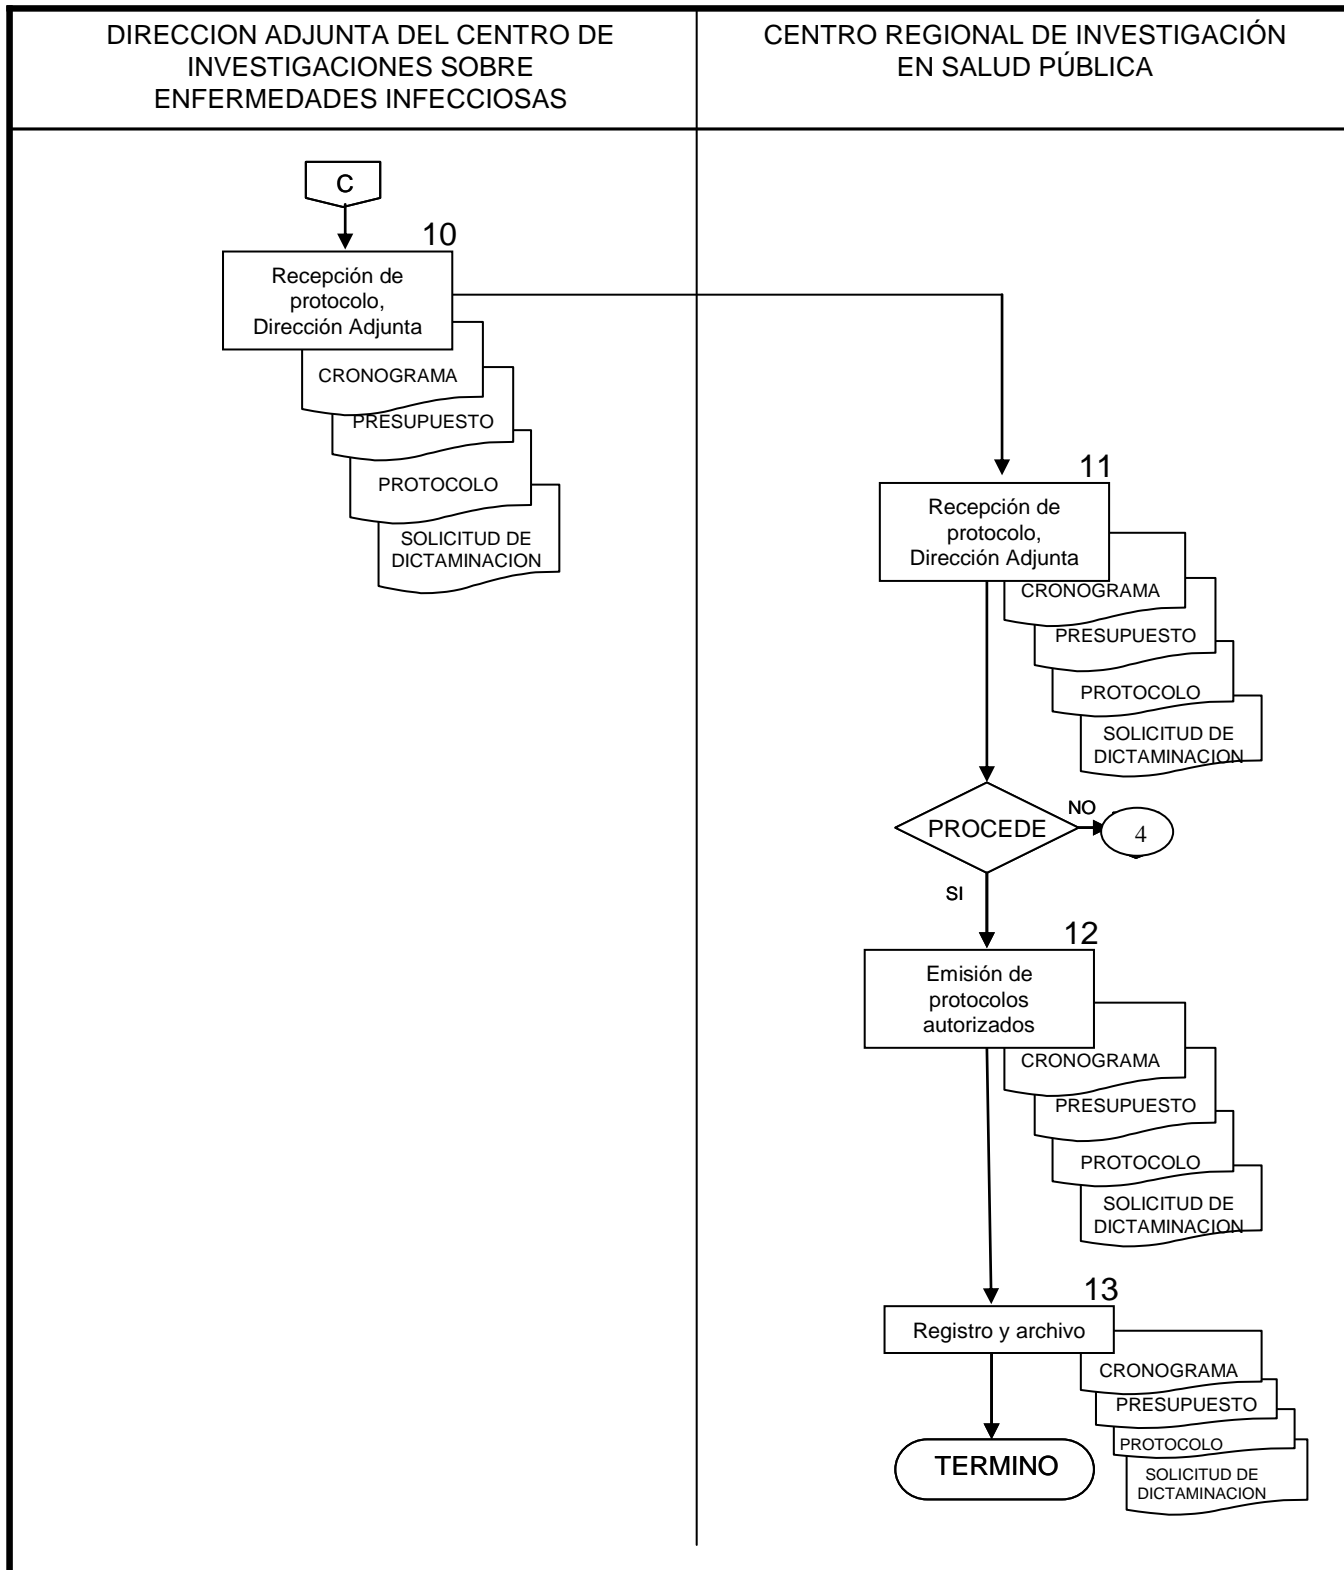 DIRECCION ADJUNTA DEL CENTRO DE
INVESTIGACIONES SOBRE
ENFERMEDADES INFECCIOSAS
CENTRO REGIONAL DE INVESTIGACIÓN
EN SALUD PÚBLICA
C
10
Recepción de
protocolo,
Dirección Adjunta
CRONOGRAMA
PRESUPUESTO
PROTOCOLO
SOLICITUD DE
DICTAMINACION
11
Recepción de
protocolo,
Dirección Adjunta
CRONOGRAMA
PRESUPUESTO
PROTOCOLO
SOLICITUD DE
DICTAMINACION
PROCEDE
NO
4
SI
12
Emisión de
protocolos
autorizados
CRONOGRAMA
PRESUPUESTO
PROTOCOLO
SOLICITUD DE
DICTAMINACION
13
Registro y archivo
CRONOGRAMA
PRESUPUESTO
PROTOCOLO
SOLICITUD DE
DICTAMINACION
TERMINO